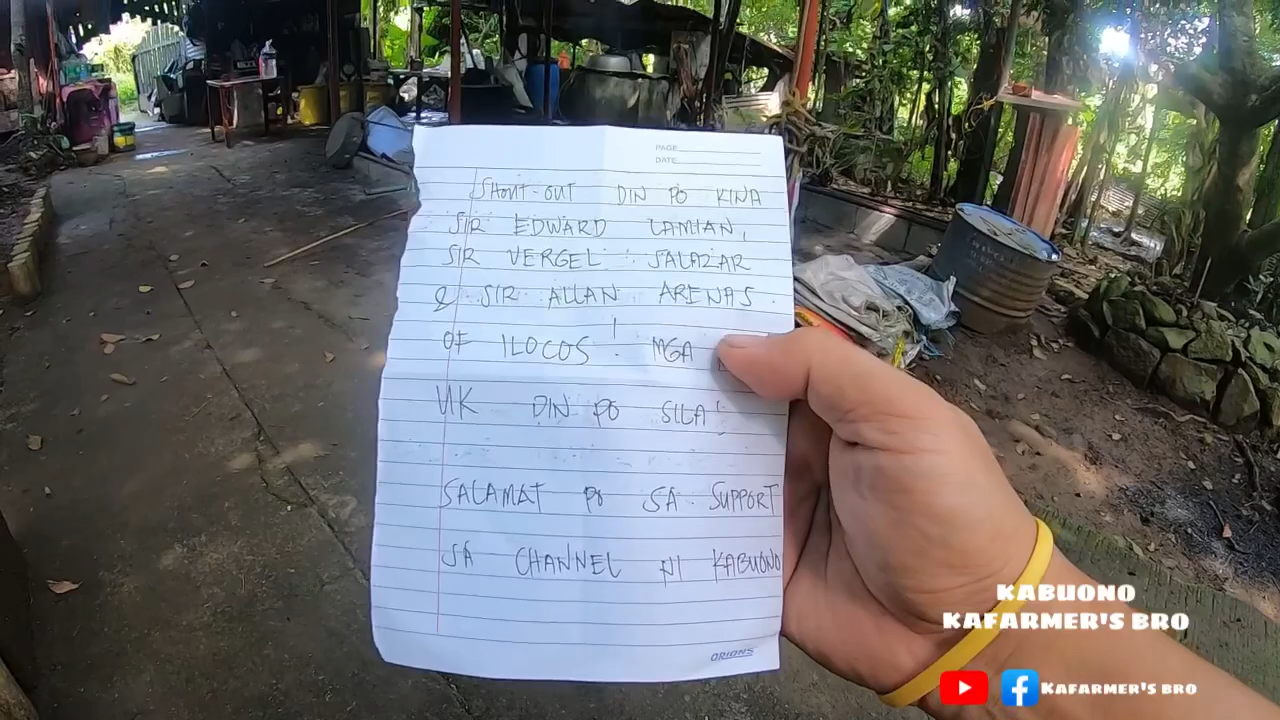 PAGE
DATE
SHOUT-OUT DIN PO KINA
SIR EDWARD LAMIAN,
SIR VERGEL SALAZAR
& SIR ALLAN ARENAS
OF ILOCOS! MGA
UK DIN PO SILA!
SALAMAT PO SA SUPPORT
SA CHANNEL NI KABUONO
ORIONS
KABUONO
KAFARMER'S BRO
KAFARMER'S BRO